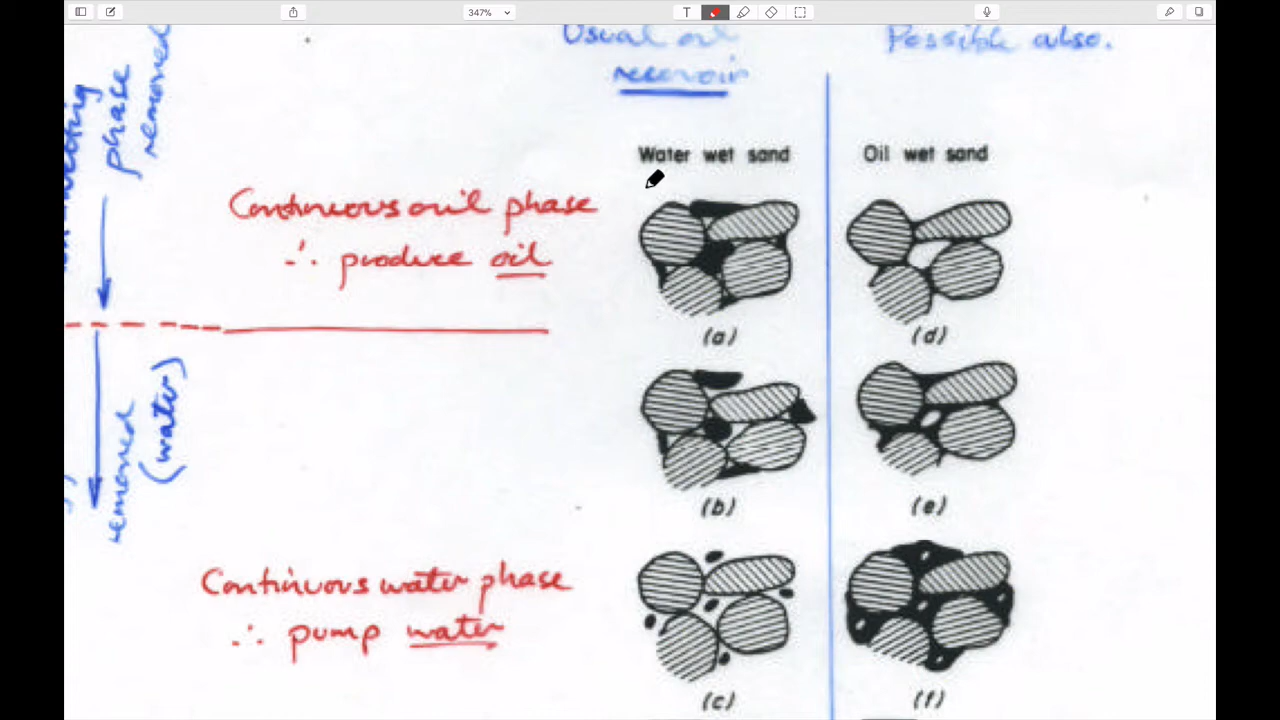 347%
T
Usual oil
reservoir
Possible also.
phase
removed
Water wet sand
Oil wet sand
Continuous oil phase
∴ produce oil
(a)
(d)
removed
(water)
(b)
(e)
Continuous water phase
∴ pump water
(c)
(f)